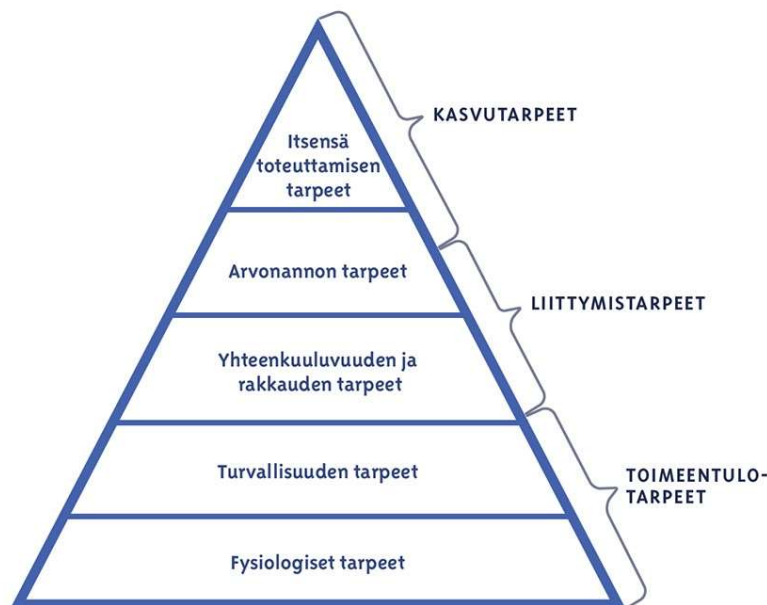 KASVUTARPEET
Itsensä
toteuttamisen
tarpeet
Arvonannon tarpeet
LIITTYMISTARPEET
Yhteenkuuluvuuden ja
rakkauden tarpeet
Turvallisuuden tarpeet
TOIMEENTULO-
TARPEET
Fysiologiset tarpeet